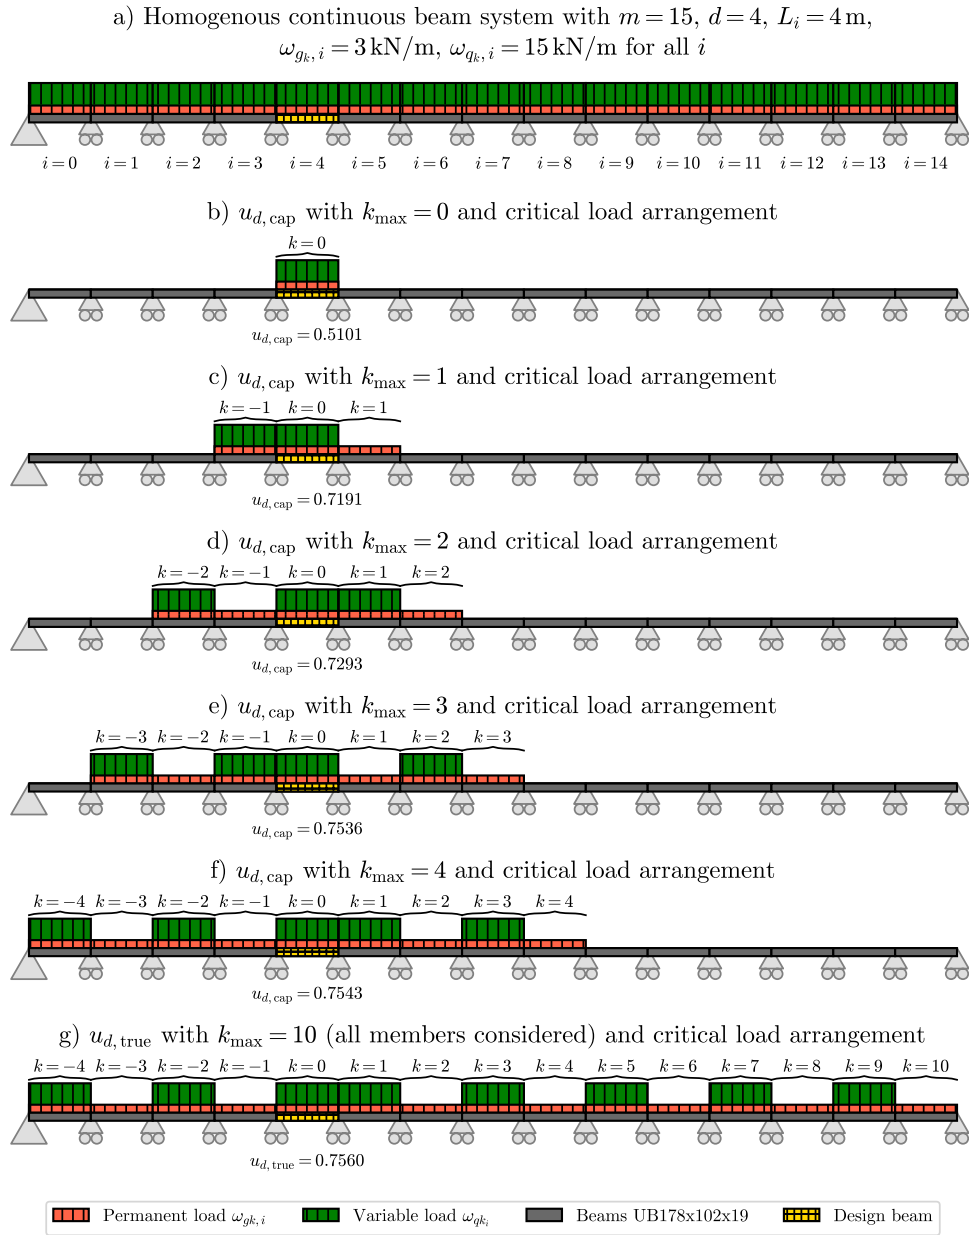 a) Homogenous continuous beam system with m = 15, d = 4, L_i = 4 m,
ω_{g_k, i} = 3 kN/m, ω_{q_k, i} = 15 kN/m for all i
i = 0 i = 1 i = 2 i = 3 i = 4 i = 5 i = 6 i = 7 i = 8 i = 9 i = 10 i = 11 i = 12 i = 13 i = 14
b) u_{d, cap} with k_max = 0 and critical load arrangement
k = 0
u_{d, cap} = 0.5101
c) u_{d, cap} with k_max = 1 and critical load arrangement
k = −1 k = 0 k = 1
u_{d, cap} = 0.7191
d) u_{d, cap} with k_max = 2 and critical load arrangement
k = −2 k = −1 k = 0 k = 1 k = 2
u_{d, cap} = 0.7293
e) u_{d, cap} with k_max = 3 and critical load arrangement
k = −3 k = −2 k = −1 k = 0 k = 1 k = 2 k = 3
u_{d, cap} = 0.7536
f) u_{d, cap} with k_max = 4 and critical load arrangement
k = −4 k = −3 k = −2 k = −1 k = 0 k = 1 k = 2 k = 3 k = 4
u_{d, cap} = 0.7543
g) u_{d, true} with k_max = 10 (all members considered) and critical load arrangement
k = −4 k = −3 k = −2 k = −1 k = 0 k = 1 k = 2 k = 3 k = 4 k = 5 k = 6 k = 7 k = 8 k = 9 k = 10
u_{d, true} = 0.7560
Permanent load ω_{gk, i} Variable load ω_{qk_i} Beams UB178x102x19 Design beam